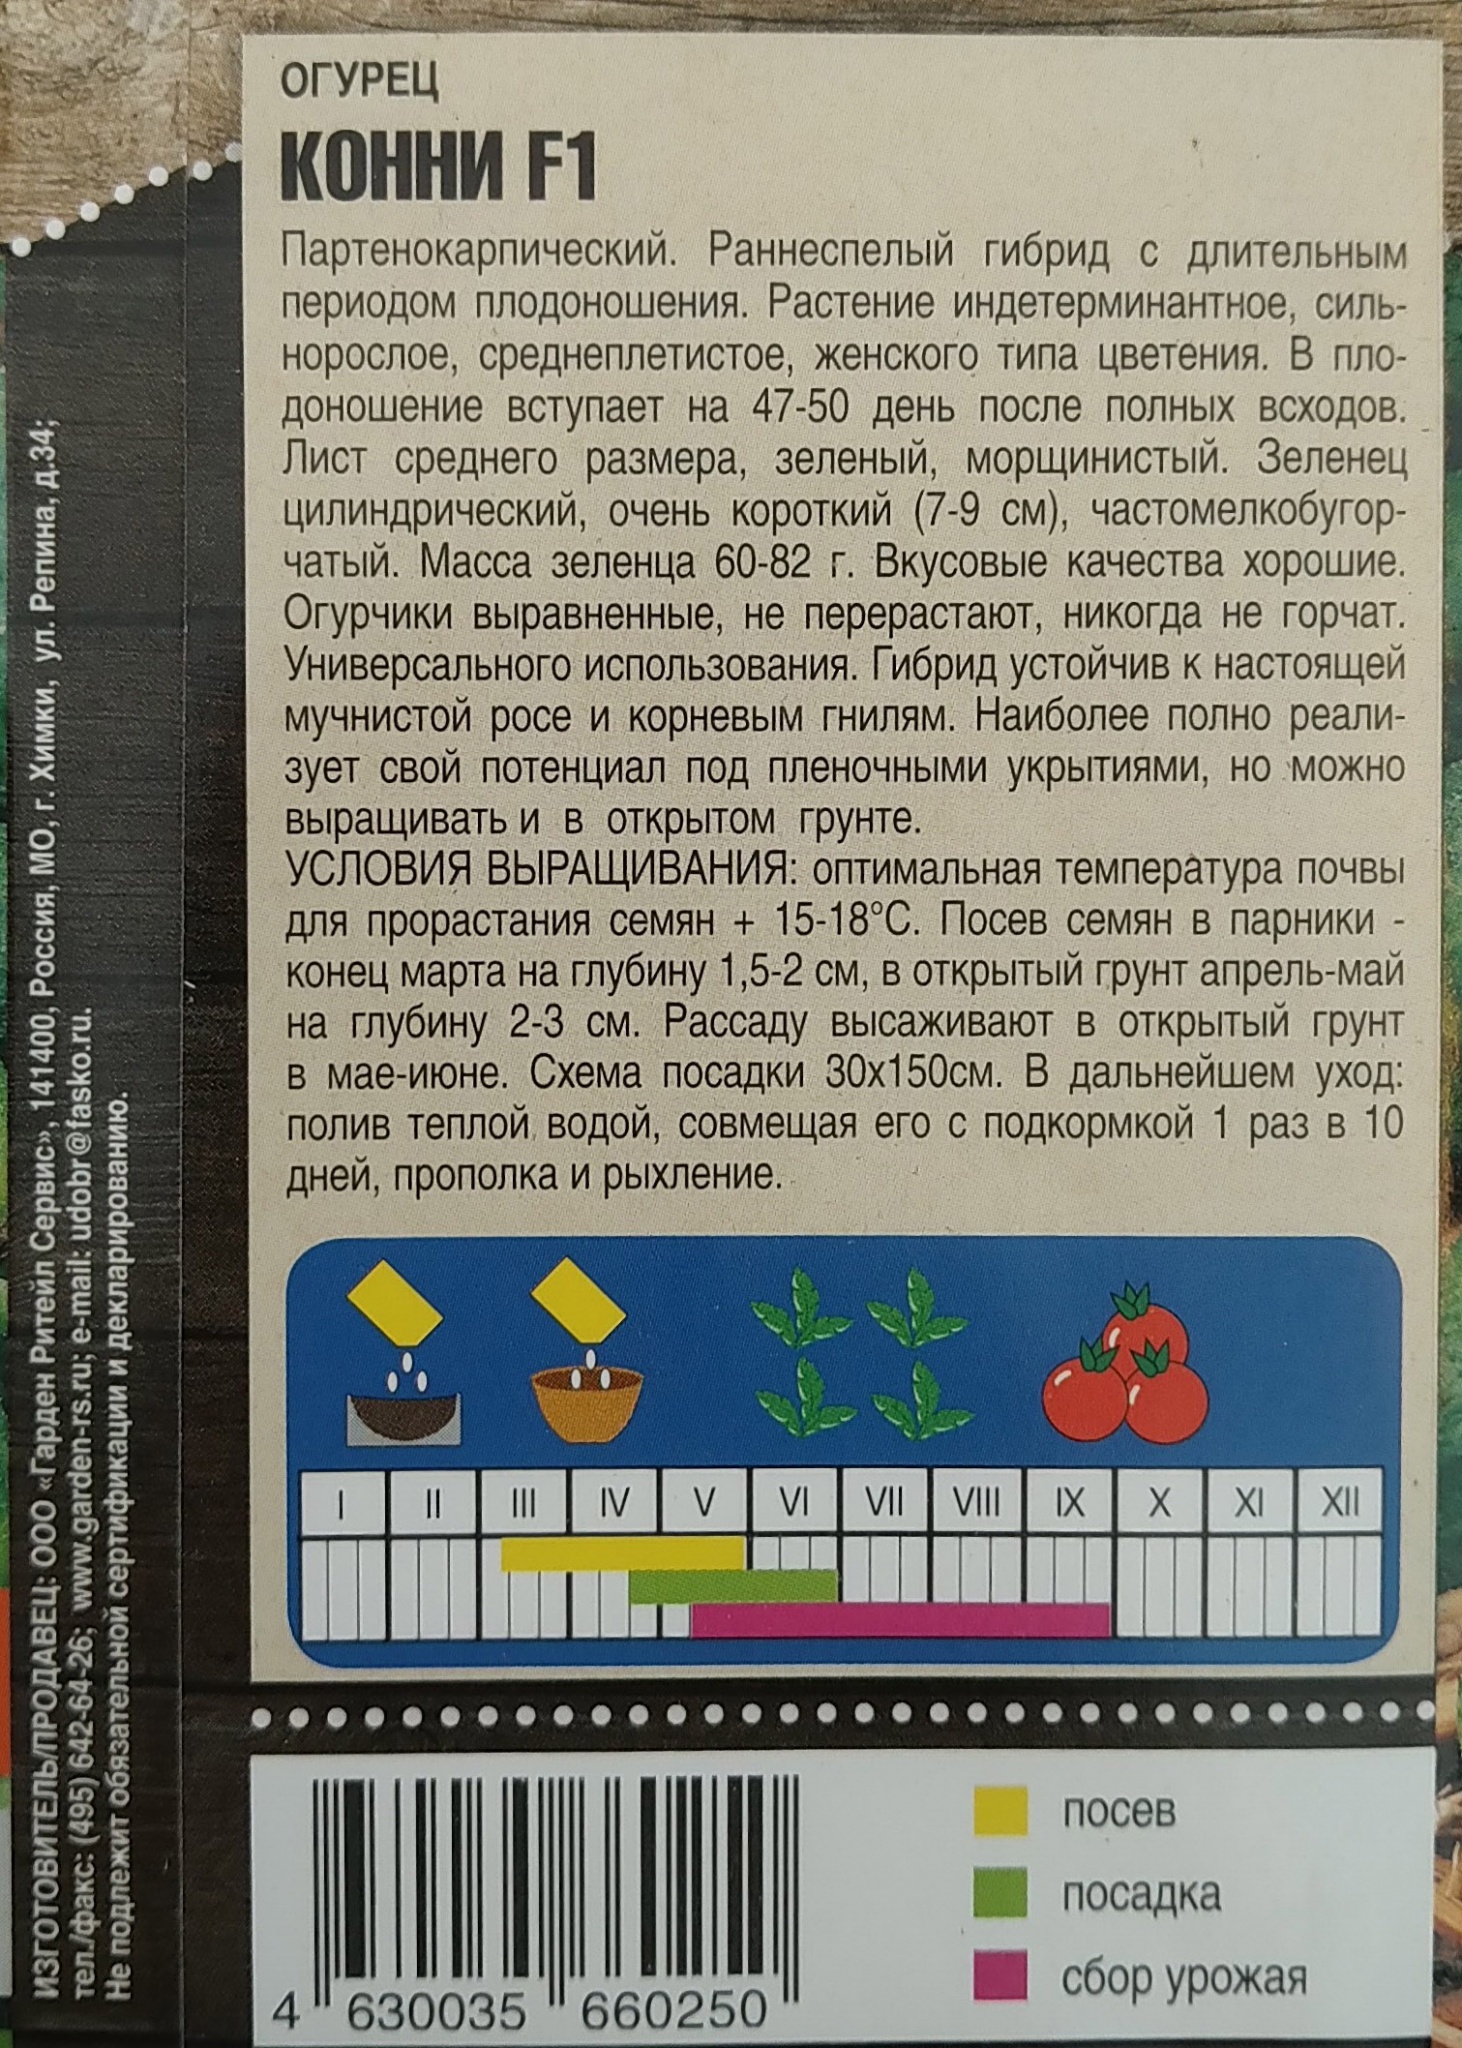 ОГУРЕЦ
КОННИ F1
Партенокарпический. Раннеспелый гибрид с длительным
периодом плодоношения. Растение индетерминантное, силь-
норослое, среднеплетистое, женского типа цветения. В пло-
доношение вступает на 47-50 день после полных всходов.
Лист среднего размера, зеленый, морщинистый. Зеленец
цилиндрический, очень короткий (7-9 см), частомелкобугор-
чатый. Масса зеленца 60-82 г. Вкусовые качества хорошие.
Огурчики выравненные, не перерастают, никогда не горчат.
Универсального использования. Гибрид устойчив к настоящей
мучнистой росе и корневым гнилям. Наиболее полно реали-
зует свой потенциал под пленочными укрытиями, но можно
выращивать и в открытом грунте.
УСЛОВИЯ ВЫРАЩИВАНИЯ: оптимальная температура почвы
для прорастания семян + 15-18°С. Посев семян в парники -
конец марта на глубину 1,5-2 см, в открытый грунт апрель-май
на глубину 2-3 см. Рассаду высаживают в открытый грунт
в мае-июне. Схема посадки 30х150см. В дальнейшем уход:
полив теплой водой, совмещая его с подкормкой 1 раз в 10
дней, прополка и рыхление.
I II III IV V VI VII VIII IX X XI XII
посев
посадка
сбор урожая
4 630035 660250
ИЗГОТОВИТЕЛЬ/ПРОДАВЕЦ: ООО «Гарден Ритейл Сервис», 141400, Россия, МО, г. Химки, ул. Репина, д.34;
тел./факс: (495) 642-64-26; www.garden-rs.ru; e-mail: udobr@fasko.ru.
Не подлежит обязательной сертификации и декларированию.